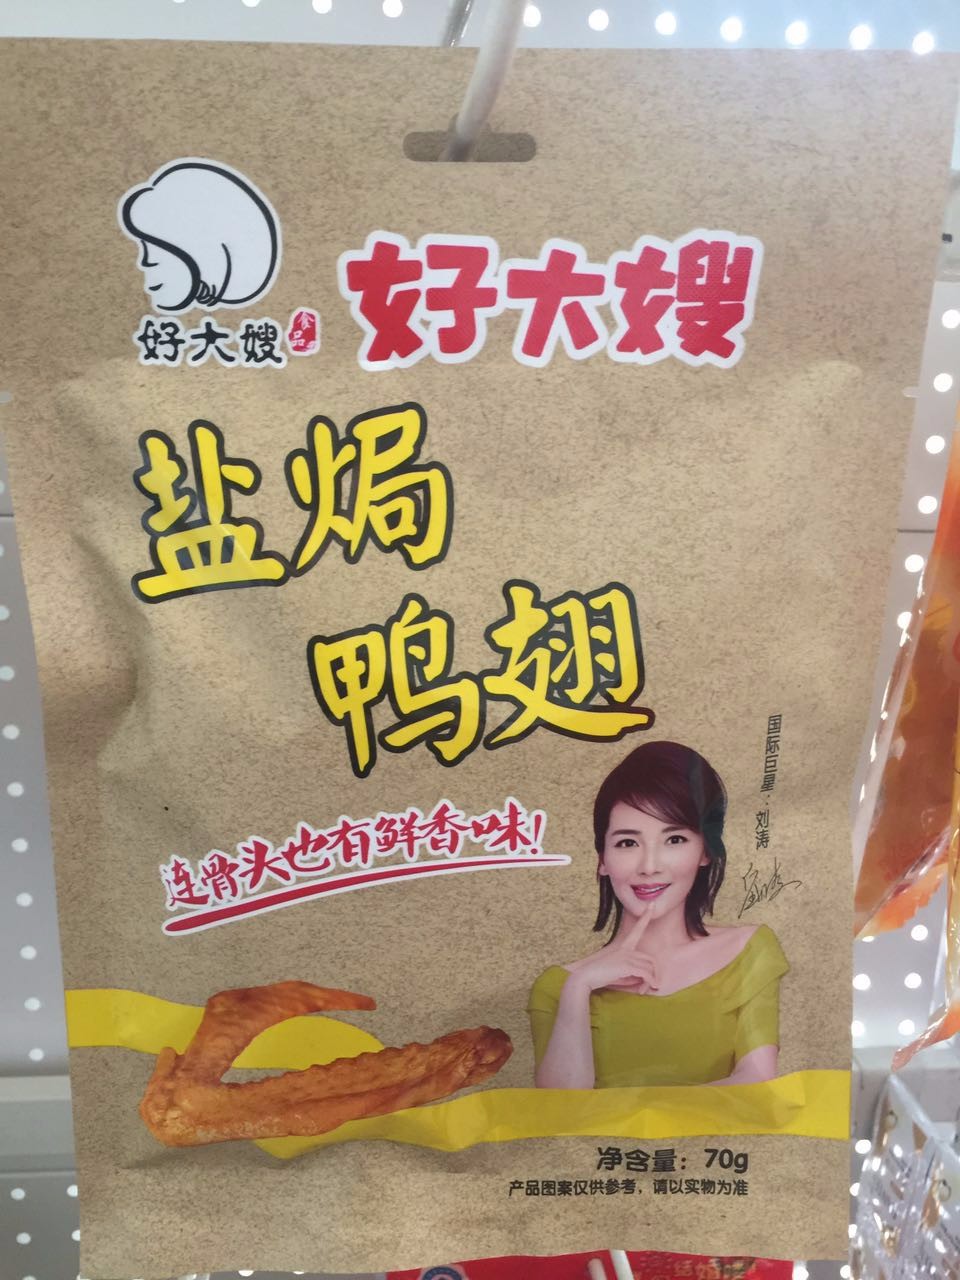 好大嫂
好大嫂
食品
盐焗
鸭翅
连骨头也有鲜香味！
国际巨星：刘涛
净含量：70g
产品图案仅供参考，请以实物为准